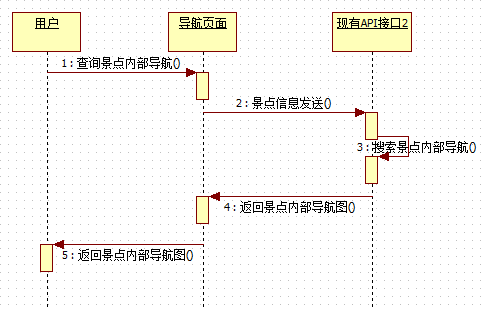 用户
导航页面
现有API接口2
1：查询景点内部导航()
2：景点信息发送()
3：搜索景点内部导航()
4：返回景点内部导航图()
5：返回景点内部导航图()